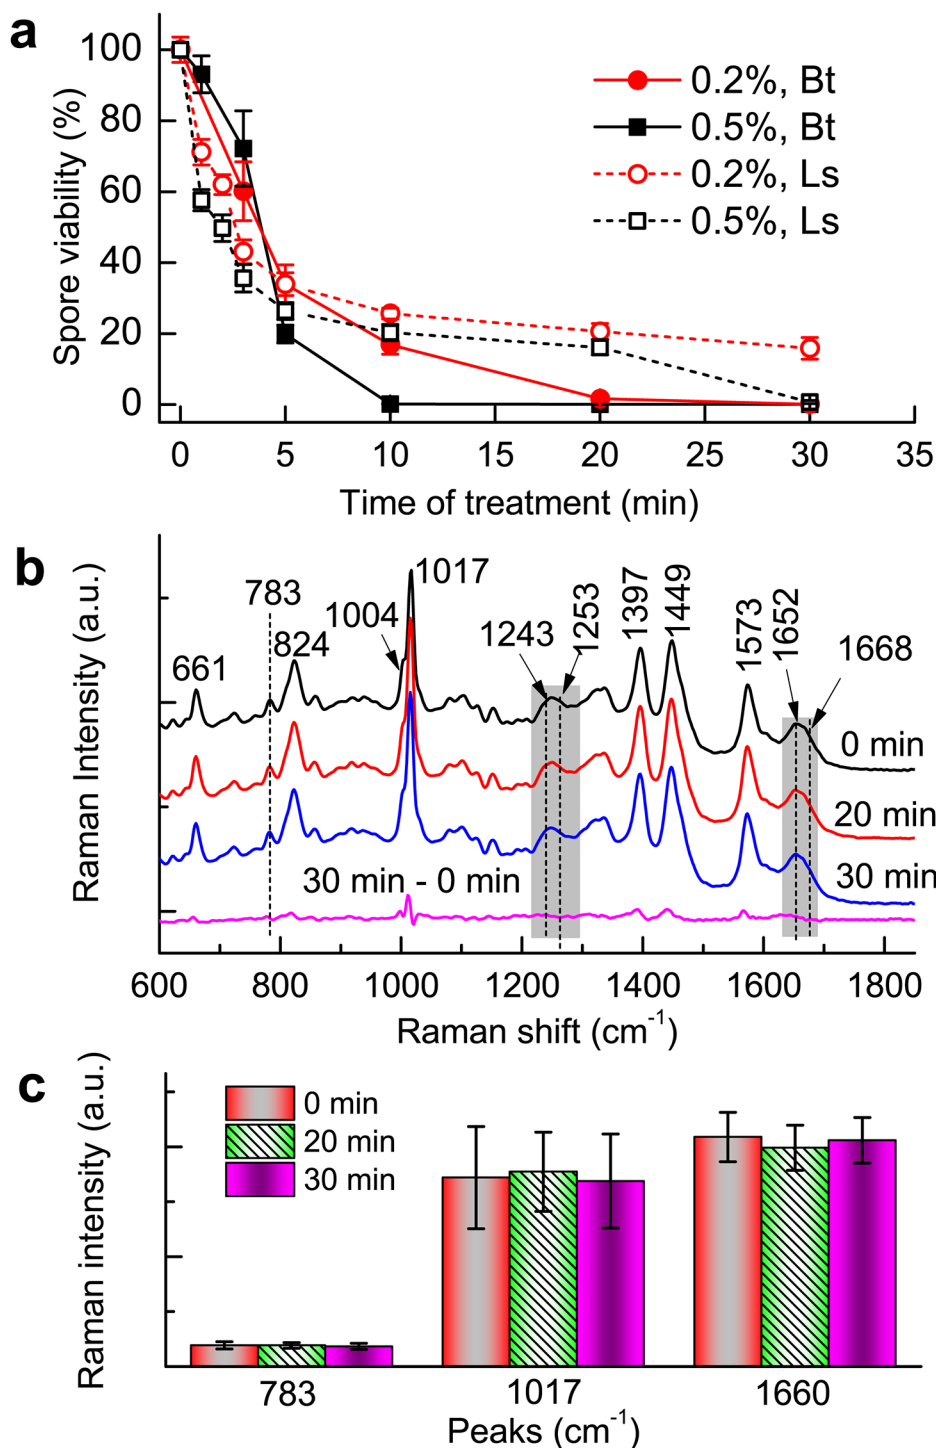 a
Spore viability (%)
100
80
60
40
20
0
0.2%, Bt
0.5%, Bt
0.2%, Ls
0.5%, Ls
0 5 10 15 20 25 30 35
Time of treatment (min)
b
Raman Intensity (a.u.)
661
783
824
1004
1017
1243
1253
1397
1449
1573
1652
1668
0 min
20 min
30 min
30 min - 0 min
600 800 1000 1200 1400 1600 1800
Raman shift (cm⁻¹)
c
Raman intensity (a.u.)
0 min
20 min
30 min
783 1017 1660
Peaks (cm⁻¹)